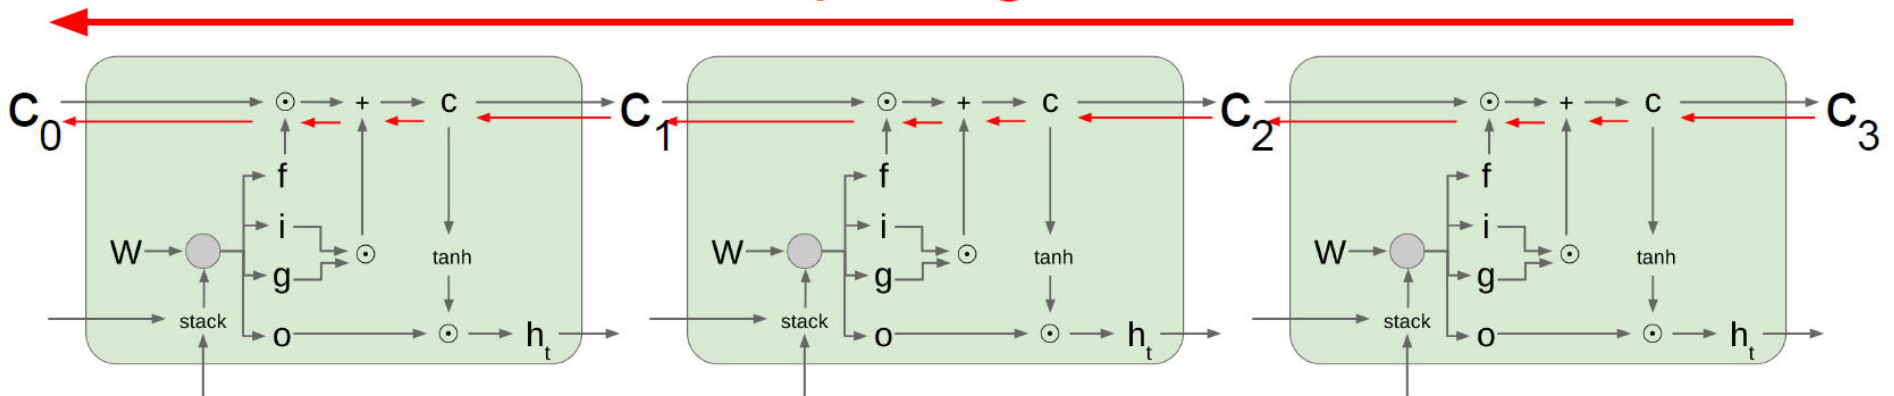 C0 ⊙ + c C1 ⊙ + c C2 ⊙ + c C3
f f f
i i i
W ⊙ tanh W ⊙ tanh W ⊙ tanh
g g g
stack stack stack
o ⊙ ht o ⊙ ht o ⊙ ht